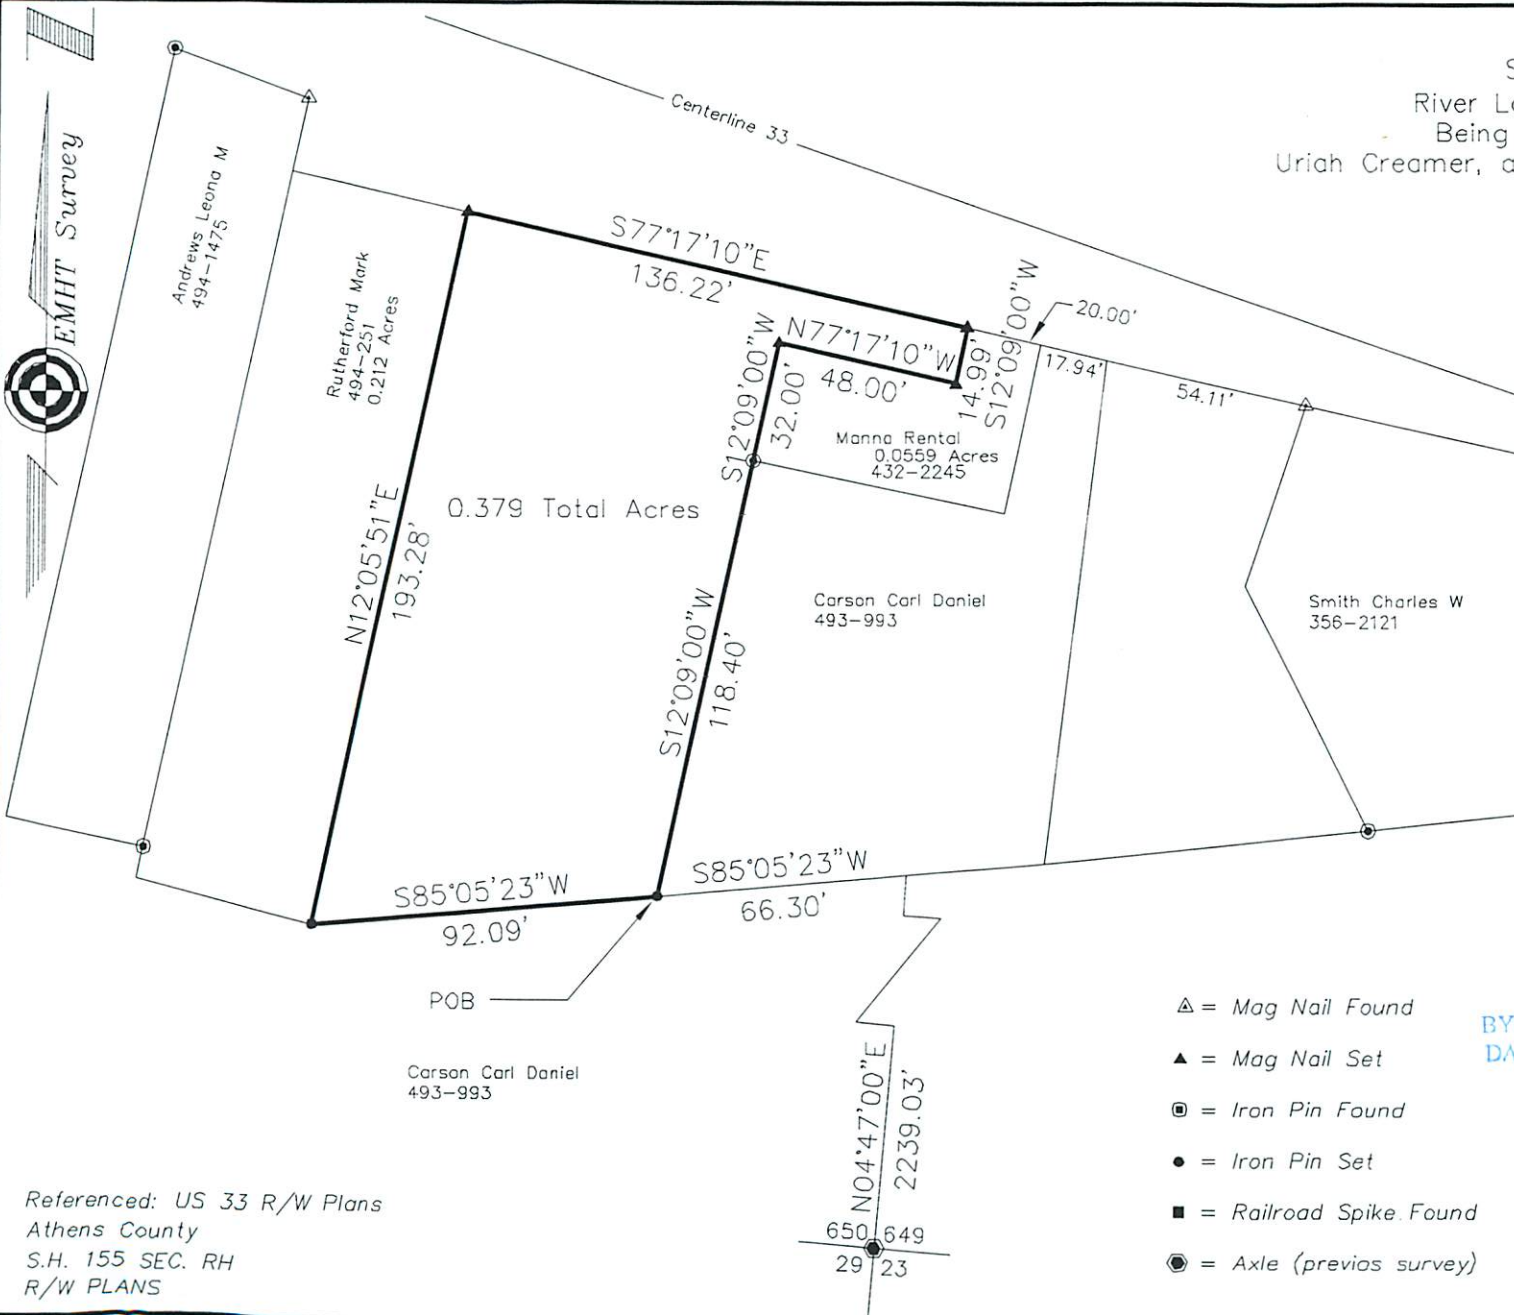 EMHT Survey
Andrews Leona M
494-1475
Rutherford Mark
494-251
0.212 Acres
Centerline 33
River
Being
Uriah Creamer,
S77°17'10"E
136.22'
N77°17'10"W
48.00'
S12°09'00"W
32.00'
14.99'
S12°09'00"W
20.00'
17.94'
54.11'
Manna Rental
0.0559 Acres
432-2245
0.379 Total Acres
N12°05'51"E
193.28'
S12°09'00"W
118.40'
Carson Carl Daniel
493-993
Smith Charles W
356-2121
S85°05'23"W
92.09'
S85°05'23"W
66.30'
POB
Carson Carl Daniel
493-993
N04°47'00"E
2239.03'
650 649
29 23
= Mag Nail Found
= Mag Nail Set
= Iron Pin Found
= Iron Pin Set
= Railroad Spike Found
= Axle (previos survey)
BY
Referenced: US 33 R/W Plans
Athens County
S.H. 155 SEC. RH
R/W PLANS